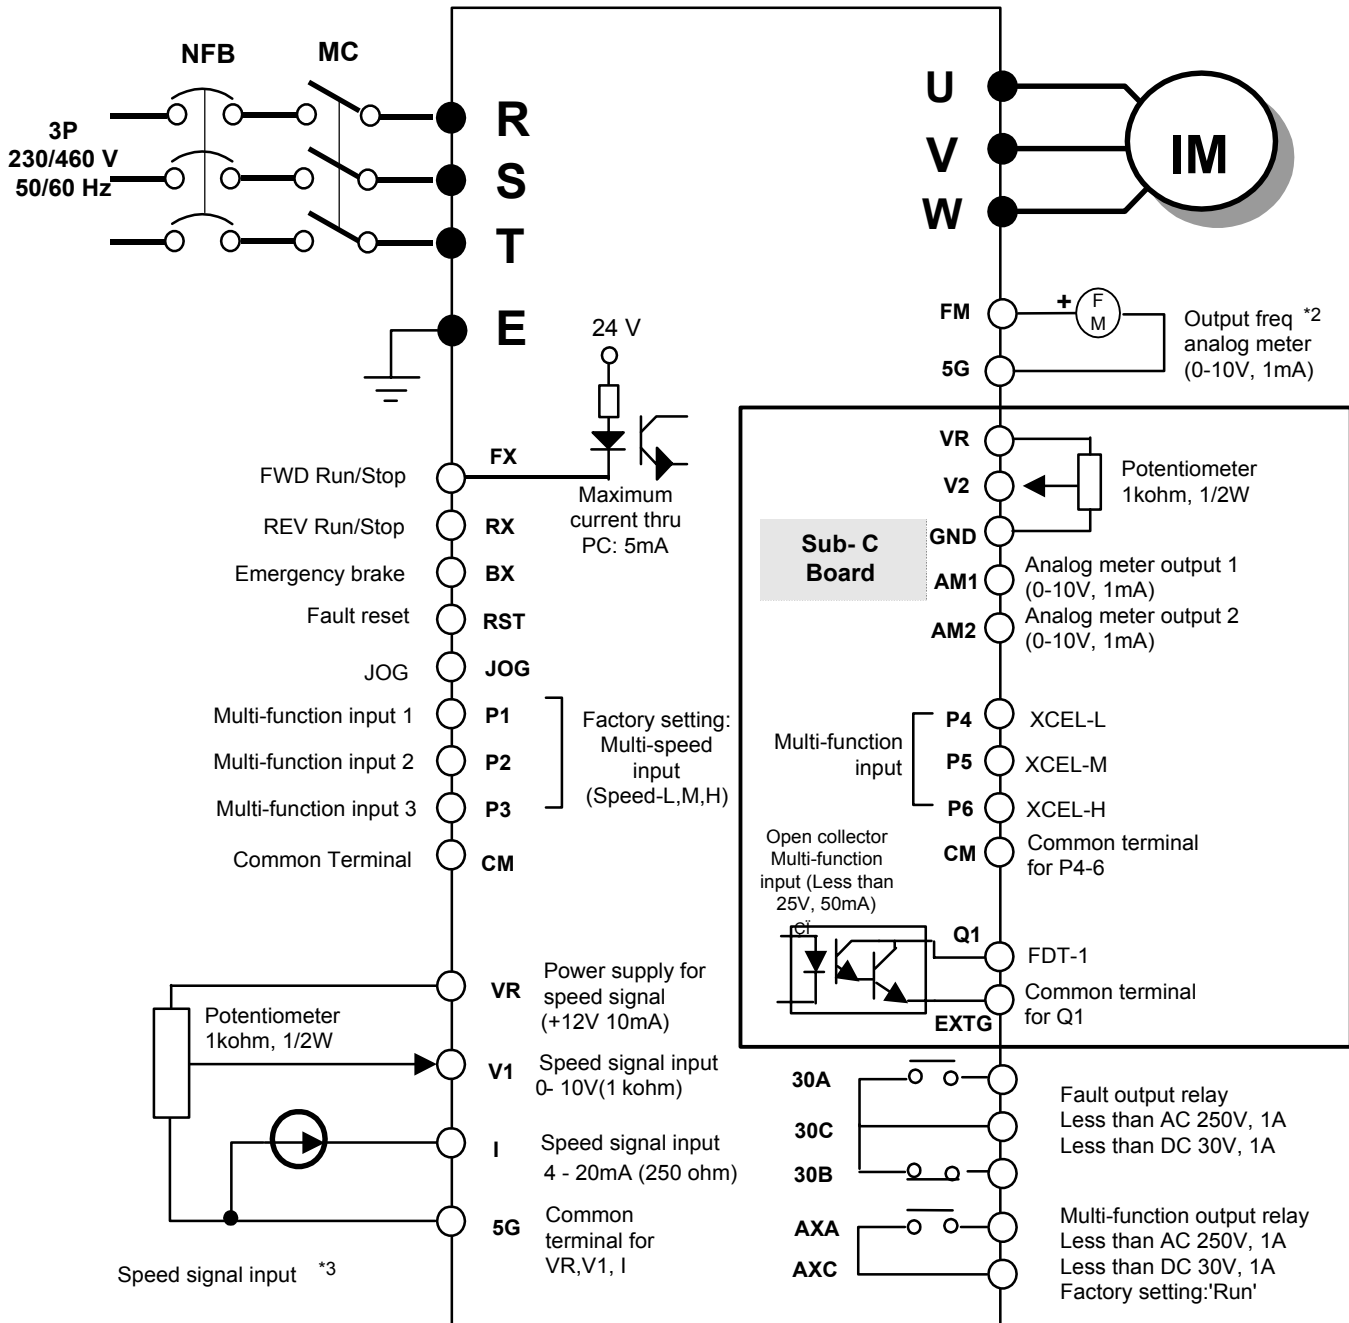 NFB
MC
3P
230/460 V
50/60 Hz
R
S
T
E
U
V
W
IM
FM
5G
+
F
M
Output freq *2
analog meter
(0-10V, 1mA)
24 V
FX
Maximum
current thru
PC: 5mA
FWD Run/Stop
REV Run/Stop
RX
Emergency brake
BX
Fault reset
RST
JOG
JOG
Multi-function input 1
P1
Multi-function input 2
P2
Multi-function input 3
P3
Factory setting:
Multi-speed
input
(Speed-L,M,H)
Common Terminal
CM
VR
Power supply for
speed signal
(+12V 10mA)
Potentiometer
1kohm, 1/2W
V1
Speed signal input
0- 10V(1 kohm)
I
Speed signal input
4 - 20mA (250 ohm)
5G
Common
terminal for
VR,V1, I
Speed signal input *3
VR
V2
GND
Potentiometer
1kohm, 1/2W
Sub- C
Board
AM1
Analog meter output 1
(0-10V, 1mA)
AM2
Analog meter output 2
(0-10V, 1mA)
Multi-function
input
P4
XCEL-L
P5
XCEL-M
P6
XCEL-H
CM
Common terminal
for P4-6
Open collector
Multi-function
input (Less than
25V, 50mA)
ÇÏ
Q1
FDT-1
EXTG
Common terminal
for Q1
30A
30C
30B
Fault output relay
Less than AC 250V, 1A
Less than DC 30V, 1A
AXA
AXC
Multi-function output relay
Less than AC 250V, 1A
Less than DC 30V, 1A
Factory setting:'Run'